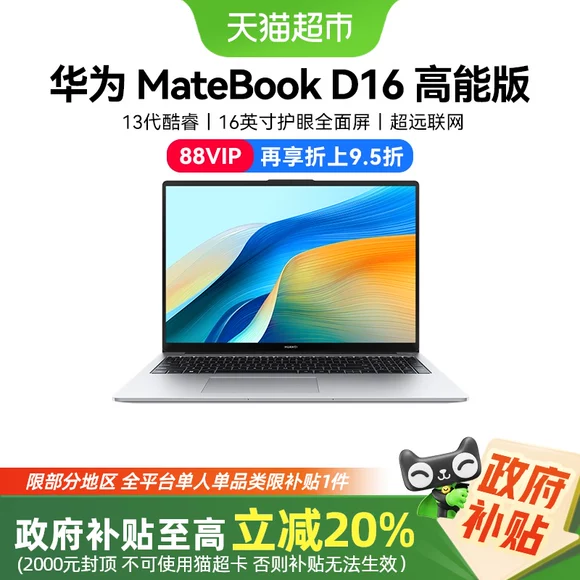 天猫超市
华为 MateBook D16 高能版
13代酷睿丨16英寸护眼全面屏丨超远联网
88VIP 再享折上9.5折
HUAWEI
限部分地区 全平台单人单品类限补贴1件
政府补贴至高 立减20%
(2000元封顶 不可使用猫超卡 否则补贴无法生效)
政府
补贴